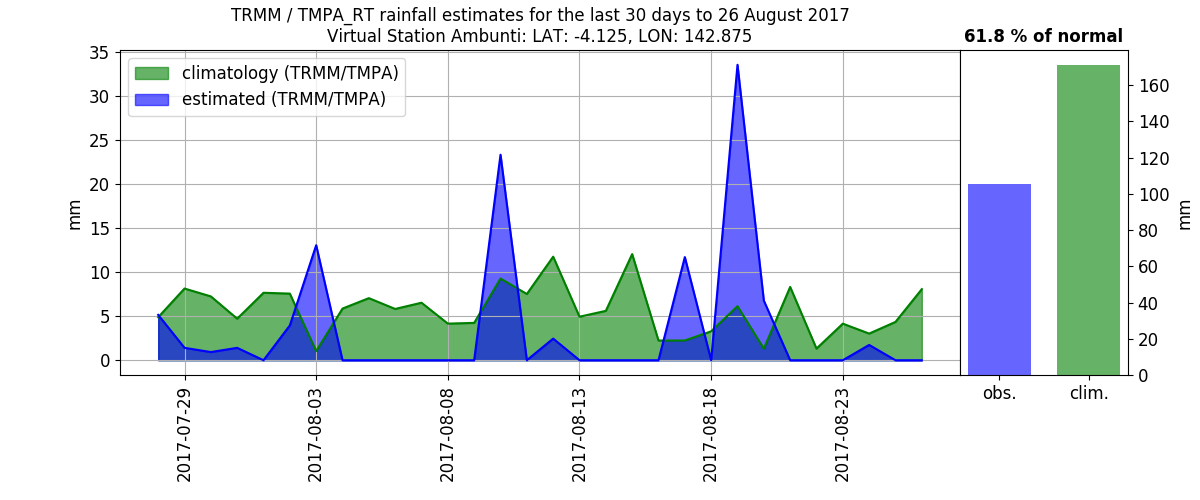 TRMM / TMPA_RT rainfall estimates for the last 30 days to 26 August 2017
Virtual Station Ambunti: LAT: -4.125, LON: 142.875
61.8 % of normal
climatology (TRMM/TMPA)
estimated (TRMM/TMPA)
mm
35
30
25
20
15
10
5
0
2017-07-29
2017-08-03
2017-08-08
2017-08-13
2017-08-18
2017-08-23
160
140
120
100
80
60
40
20
0
mm
obs.
clim.